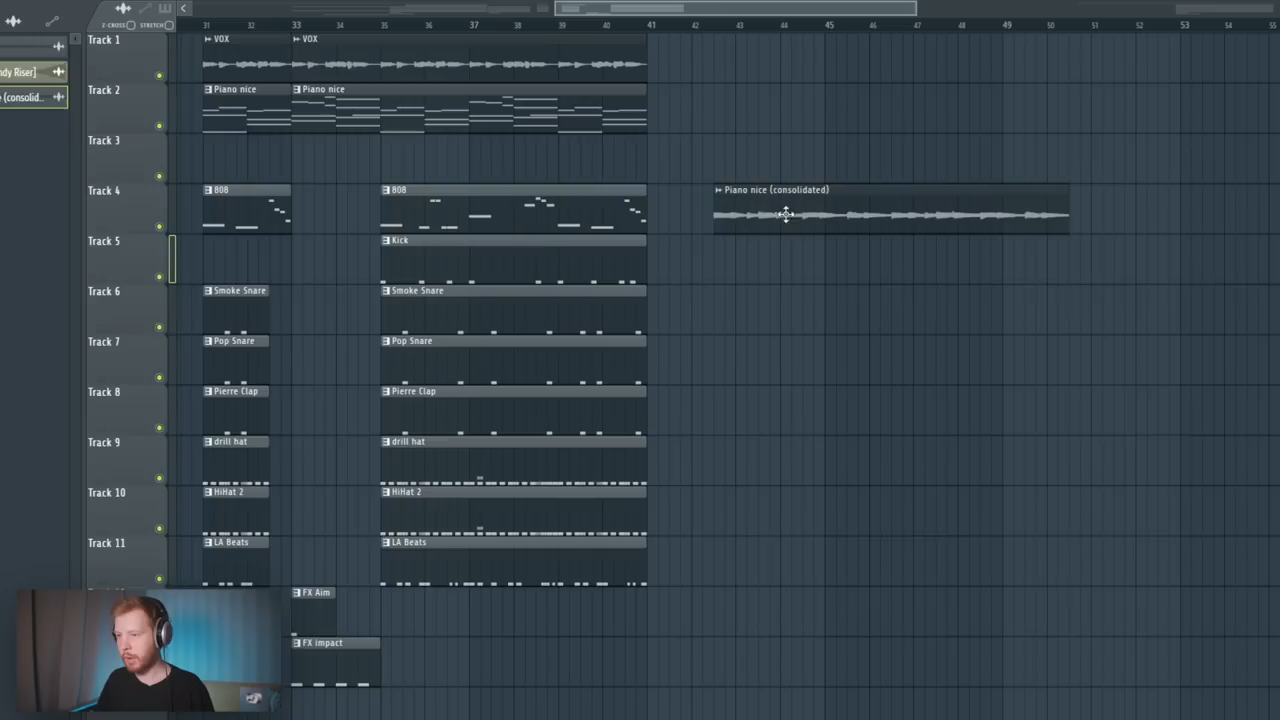 Z-CROSS STRETCH
31 32 33 34 35 36 37 38 39 40 41 42 43 44 45 46 47 48 49 50 51 52 53 54 55
Track 1 VOX VOX
ndy Riser]
Track 2 Piano nice Piano nice
e (consolid..
Track 3
Track 4 808 808 Piano nice (consolidated)
Track 5 Kick
Track 6 Smoke Snare Smoke Snare
Track 7 Pop Snare Pop Snare
Track 8 Pierre Clap Pierre Clap
Track 9 drill hat drill hat
Track 10 HiHat 2 HiHat 2
Track 11 LA Beats LA Beats
FX Aim
FX impact